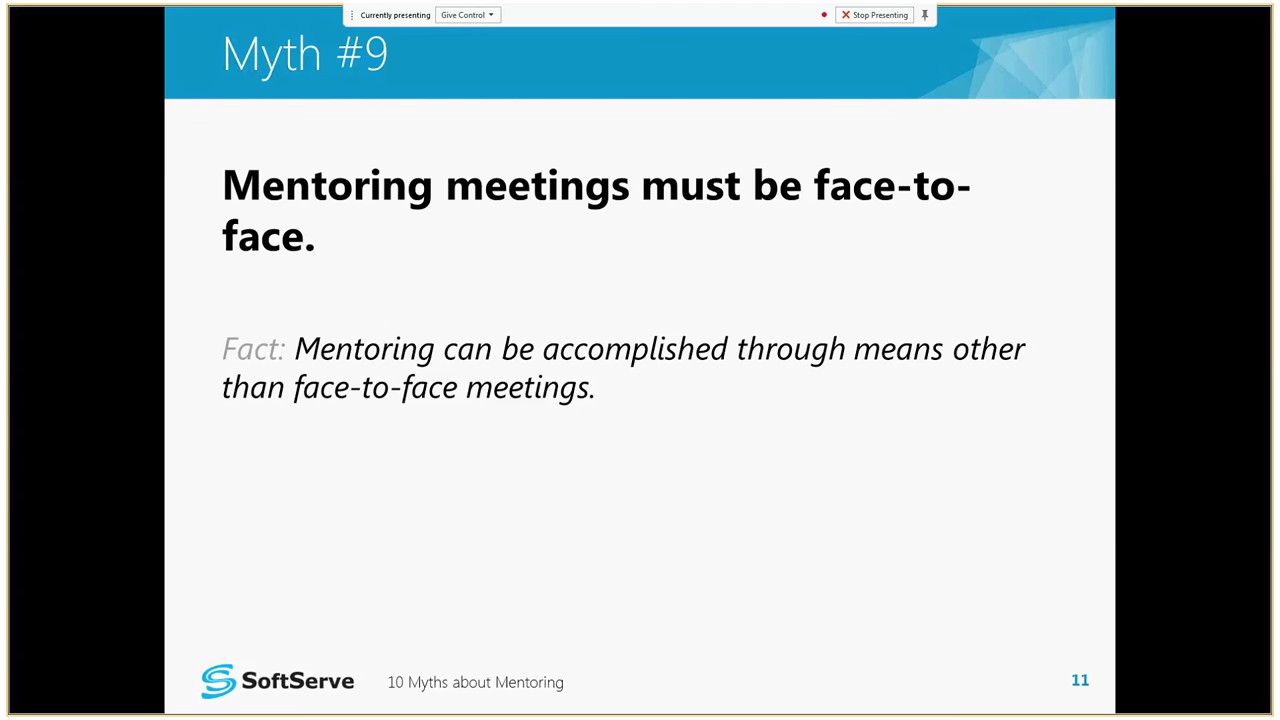 Currently presenting Give Control Stop Presenting
Myth #9
Mentoring meetings must be face-to-
face.
Fact: Mentoring can be accomplished through means other
than face-to-face meetings.
SoftServe 10 Myths about Mentoring 11